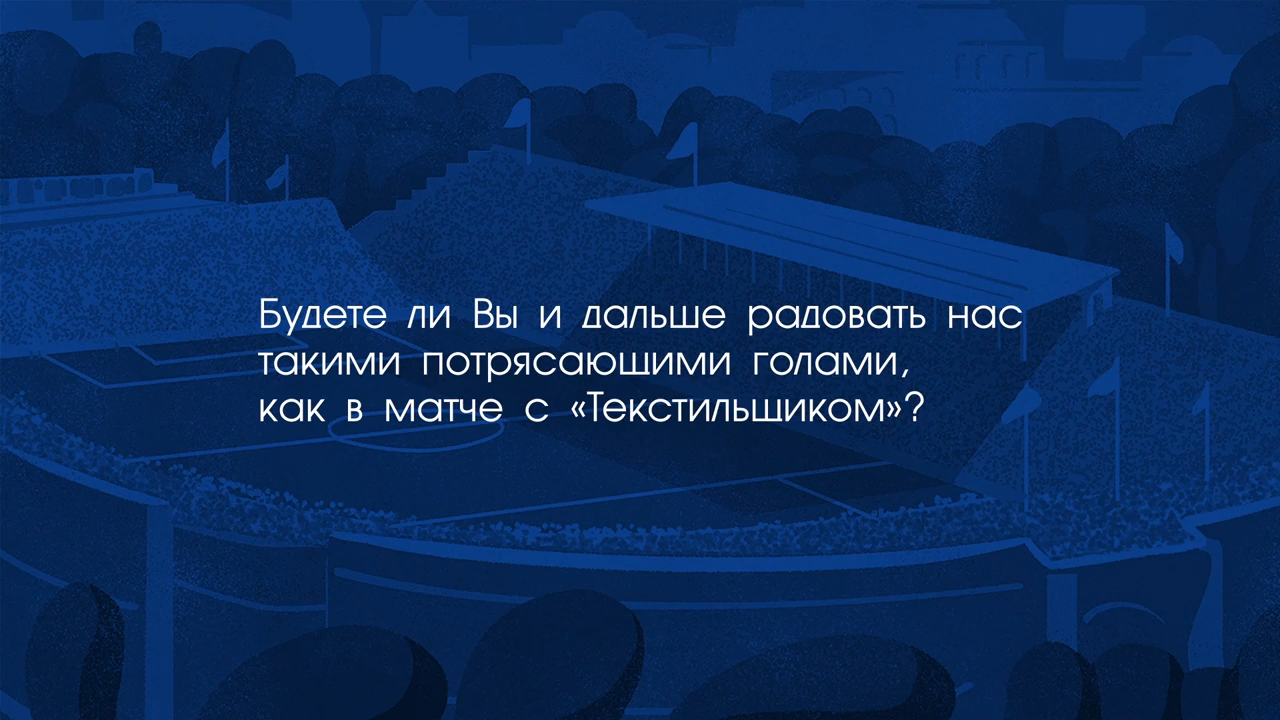 Будете ли Вы и дальше радовать нас
такими потрясающими голами,
как в матче с «Текстильщиком»?